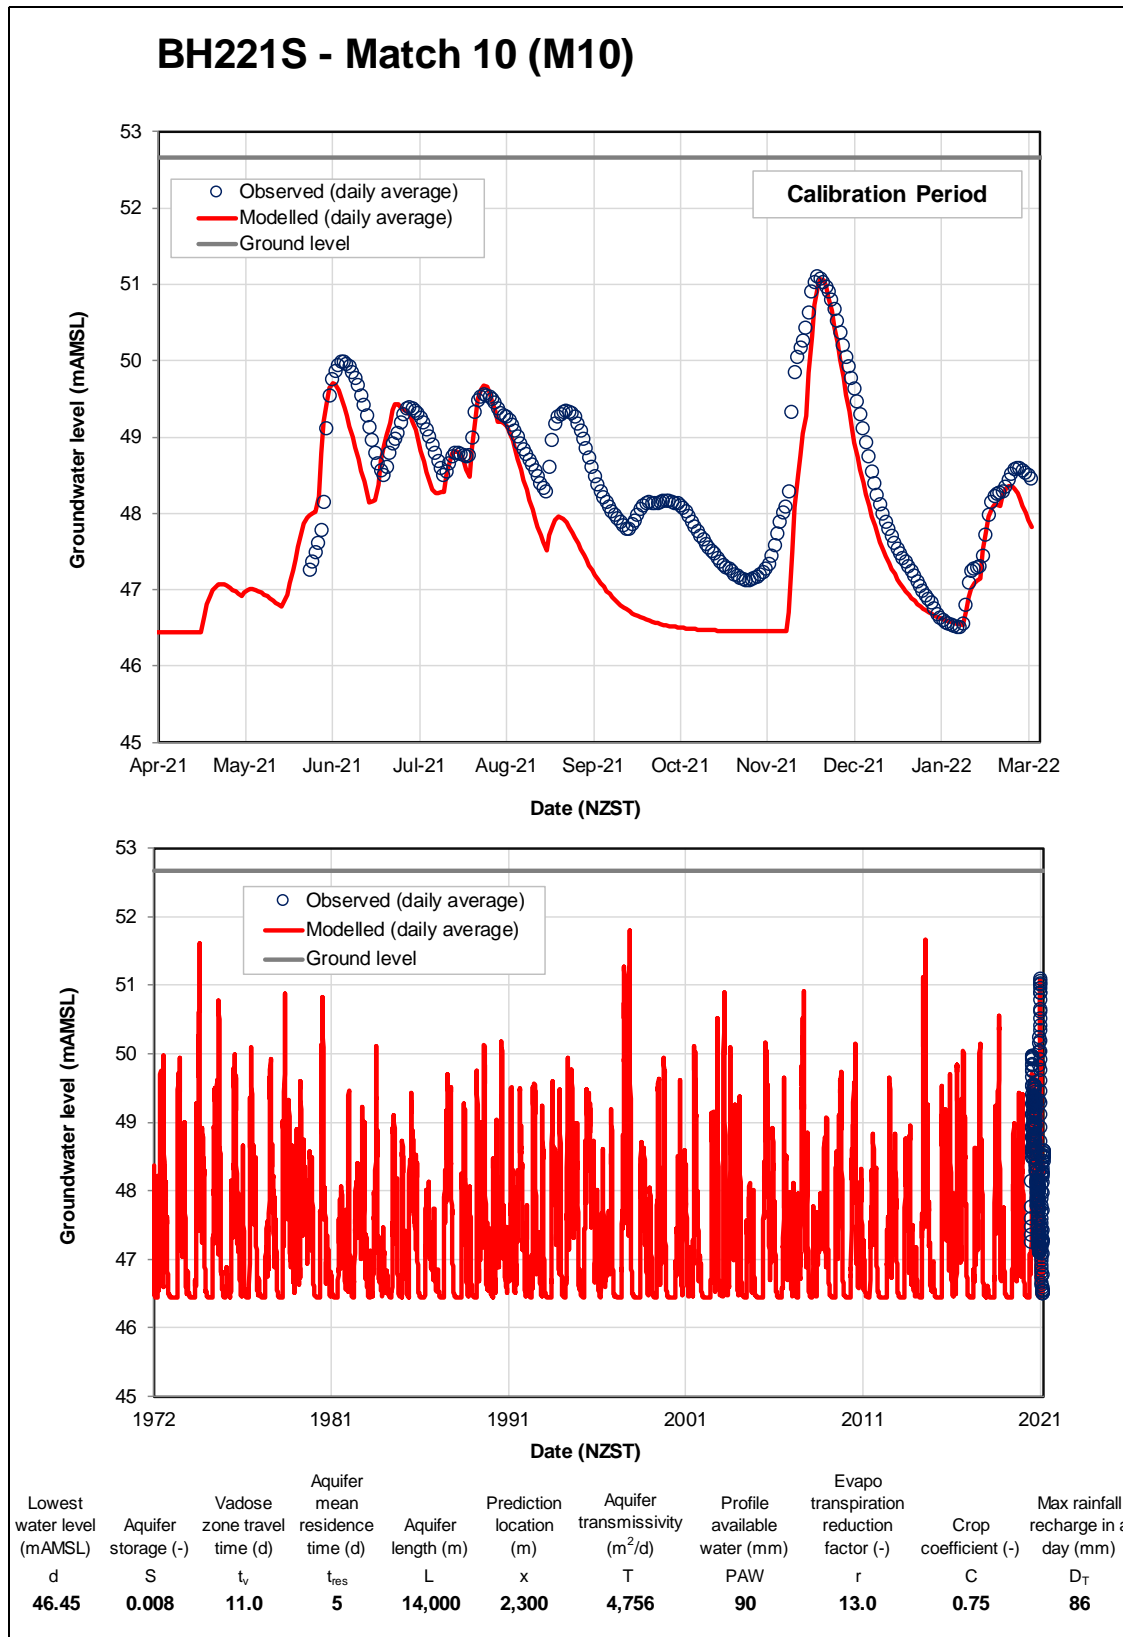 BH221S - Match 10 (M10)
53
52
51
50
49
48
47
46
45
Groundwater level (mAMSL)
Observed (daily average)
Modelled (daily average)
Ground level
Calibration Period
Apr-21 May-21 Jun-21 Jul-21 Aug-21 Sep-21 Oct-21 Nov-21 Dec-21 Jan-22 Mar-22
Date (NZST)
53
52
51
50
49
48
47
46
45
Groundwater level (mAMSL)
Observed (daily average)
Modelled (daily average)
Ground level
1972 1981 1991 2001 2011 2021
Date (NZST)
Lowest water level (mAMSL)
Aquifer storage (-)
Vadose zone travel time (d)
Aquifer mean residence time (d)
Aquifer length (m)
Prediction location (m)
Aquifer transmissivity (m²/d)
Profile available water (mm)
Evapo transpiration reduction factor (-)
Crop coefficient (-)
Max rainfall recharge in a day (mm)
d S tv tres L x T PAW r C DT
46.45 0.008 11.0 5 14,000 2,300 4,756 90 13.0 0.75 86